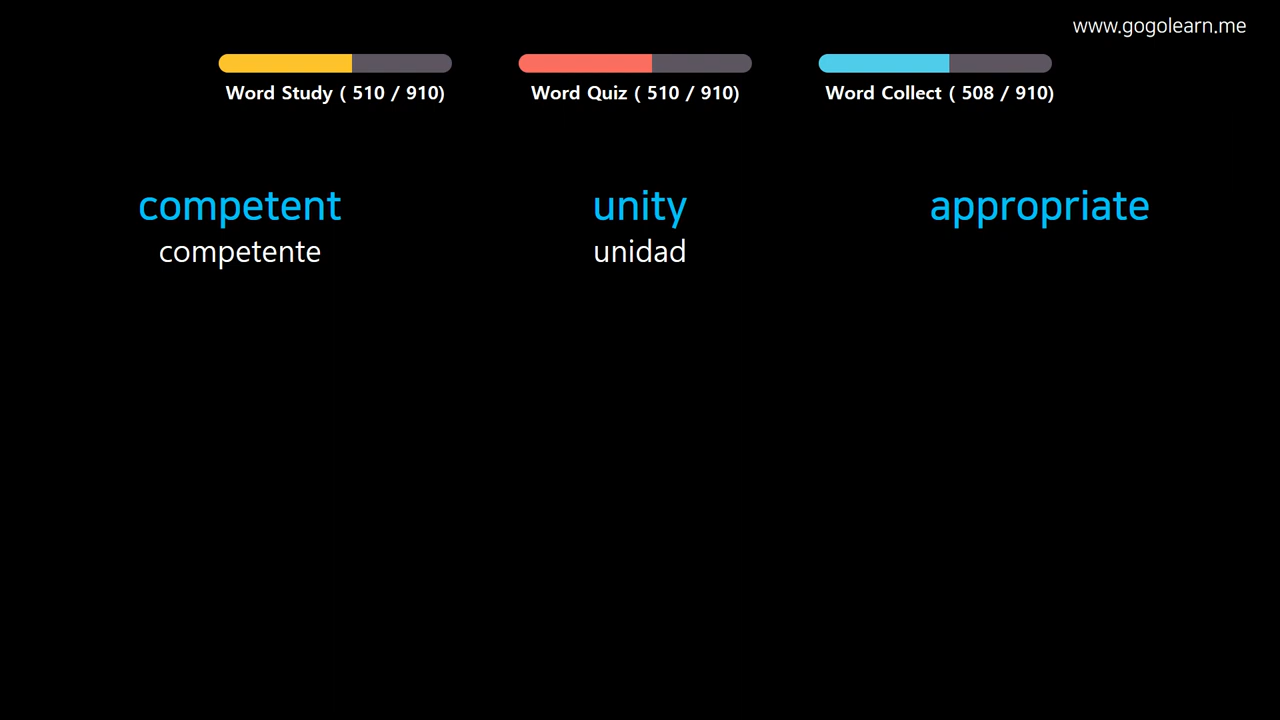 www.gogolearn.me
Word Study ( 510 / 910)
Word Quiz ( 510 / 910)
Word Collect ( 508 / 910)
competent
competente
unity
unidad
appropriate